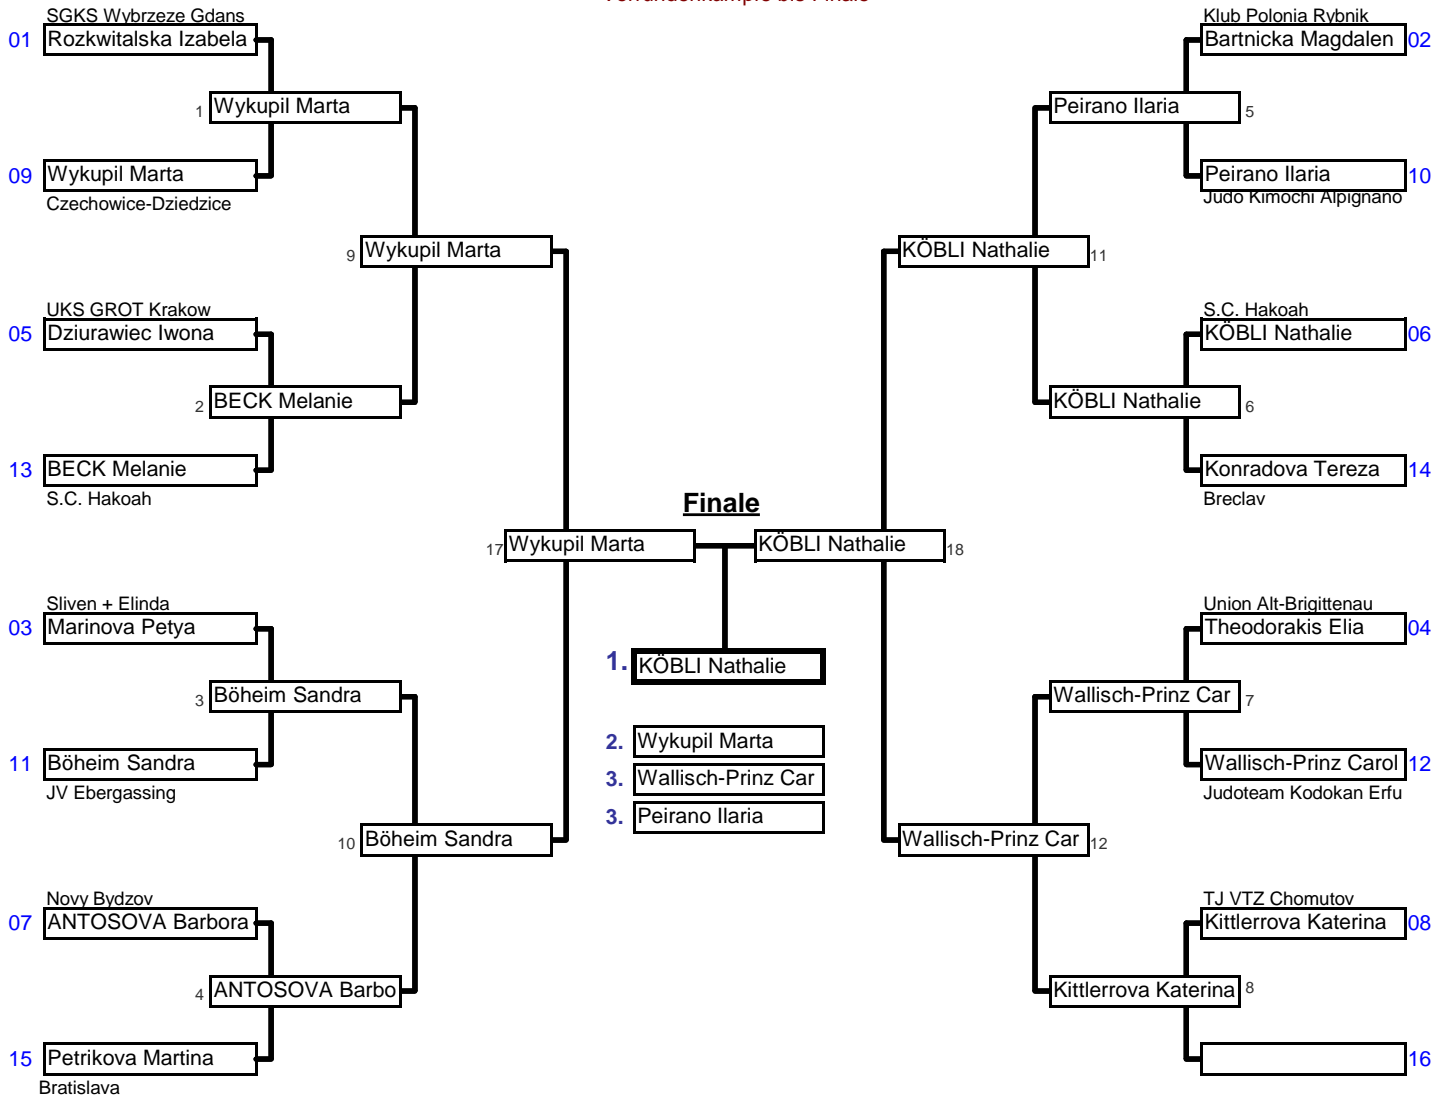 Vorrundenkämpfe bis Finale
SGKS Wybrzeze Gdans
01 Rozkwitalska Izabela
1 Wykupil Marta
09 Wykupil Marta
Czechowice-Dziedzice
9 Wykupil Marta
UKS GROT Krakow
05 Dziurawiec Iwona
2 BECK Melanie
13 BECK Melanie
S.C. Hakoah
17 Wykupil Marta
Sliven + Elinda
03 Marinova Petya
3 Böheim Sandra
11 Böheim Sandra
JV Ebergassing
10 Böheim Sandra
Novy Bydzov
07 ANTOSOVA Barbora
4 ANTOSOVA Barbo
15 Petrikova Martina
Bratislava
Finale
1. KÖBLI Nathalie
2. Wykupil Marta
3. Wallisch-Prinz Car
3. Peirano Ilaria
Klub Polonia Rybnik
Bartnicka Magdalen 02
Peirano Ilaria 5
Peirano Ilaria 10
Judo Kimochi Alpignano
KÖBLI Nathalie 11
S.C. Hakoah
KÖBLI Nathalie 06
KÖBLI Nathalie 6
Konradova Tereza 14
Breclav
KÖBLI Nathalie 18
Union Alt-Brigittenau
Theodorakis Elia 04
Wallisch-Prinz Car 7
Wallisch-Prinz Carol 12
Judoteam Kodokan Erfu
Wallisch-Prinz Car 12
TJ VTZ Chomutov
Kittlerrova Katerina 08
Kittlerrova Katerina 8
16